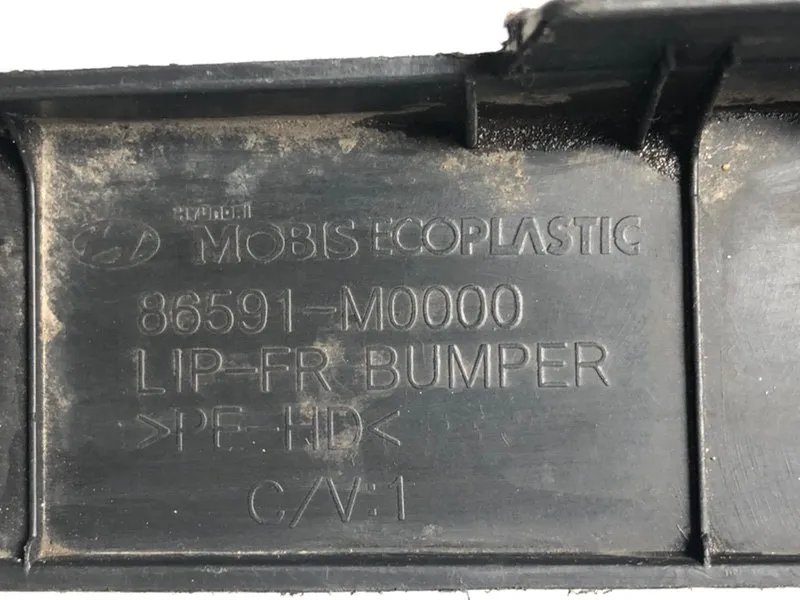 HYUNDAI
MOBIS ECOPLASTIC
86591-M0000
LIP-FR BUMPER
>PE-HD<
C/V:1